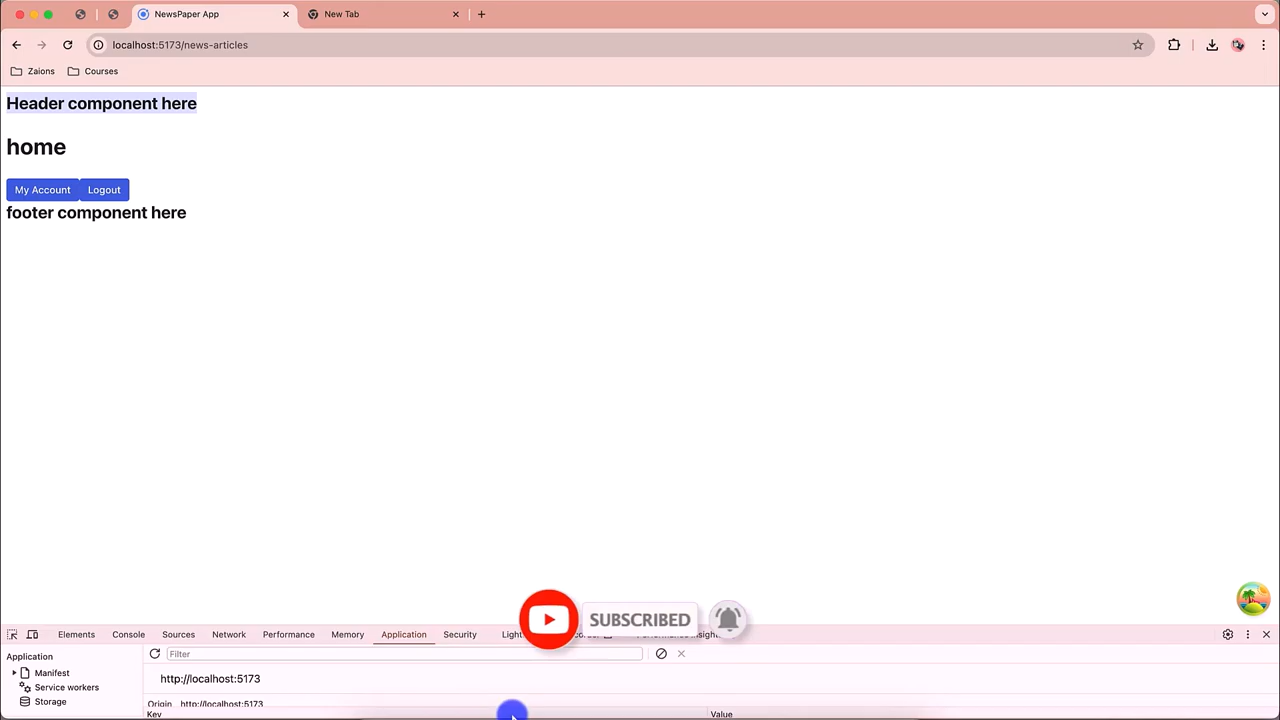 NewsPaper App
New Tab
localhost:5173/news-articles
Zaions
Courses
Header component here
home
My Account
Logout
footer component here
SUBSCRIBED
Elements
Console
Sources
Network
Performance
Memory
Application
Security
Application
Filter
Manifest
http://localhost:5173
Service workers
Storage
Origin http://localhost:5173
Key
Value